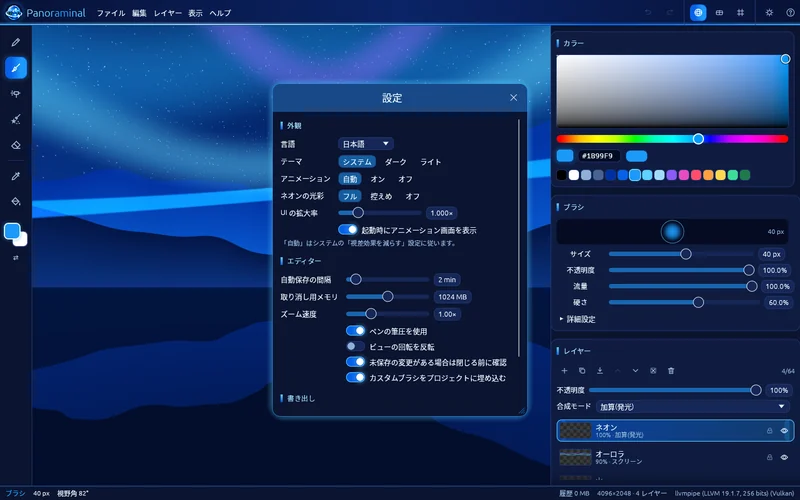 Panoraminal ファイル 編集 レイヤー 表示 ヘルプ
設定
外観
言語 日本語
テーマ システム ダーク ライト
アニメーション 自動 オン オフ
ネオンの光彩 フル 控えめ オフ
UI の拡大率 1.000×
起動時にアニメーション画面を表示
「自動」はシステムの「視差効果を減らす」設定に従います。
エディター
自動保存の間隔 2 min
取り消し用メモリ 1024 MB
ズーム速度 1.00×
ペンの筆圧を使用
ビューの回転を反転
未保存の変更がある場合は閉じる前に確認
カスタムブラシをプロジェクトに埋め込む
書き出し
カラー
#1B99F9
ブラシ
40 px
サイズ 40 px
不透明度 100.0%
流量 100.0%
硬さ 60.0%
詳細設定
レイヤー
4/64
不透明度 100%
合成モード 加算(発光)
ネオン
100% · 加算(発光)
オーロラ
90% · スクリーン
ブラシ 40 px 視野角 82° 履歴 0 MB 4096×2048 · 4 レイヤー llvmpipe (LLVM 19.1.7, 256 bits) (Vulkan)